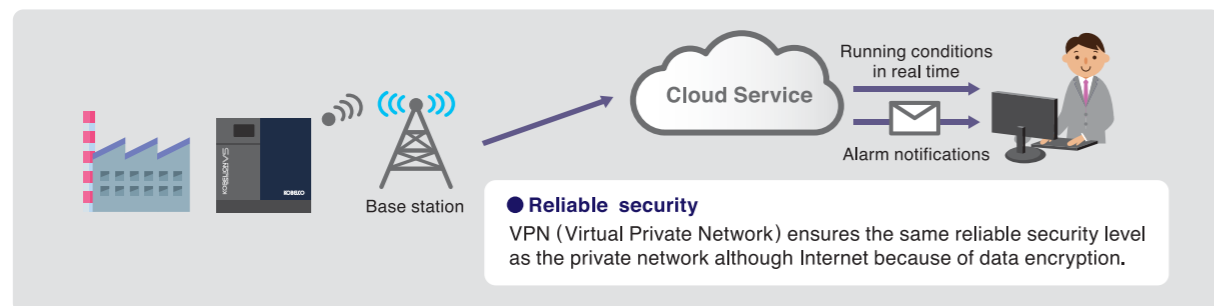 Running conditions
in real time
Cloud Service
Alarm notifications
KOBELCO
Base station
● Reliable security
VPN (Virtual Private Network) ensures the same reliable security level
as the private network although Internet because of data encryption.